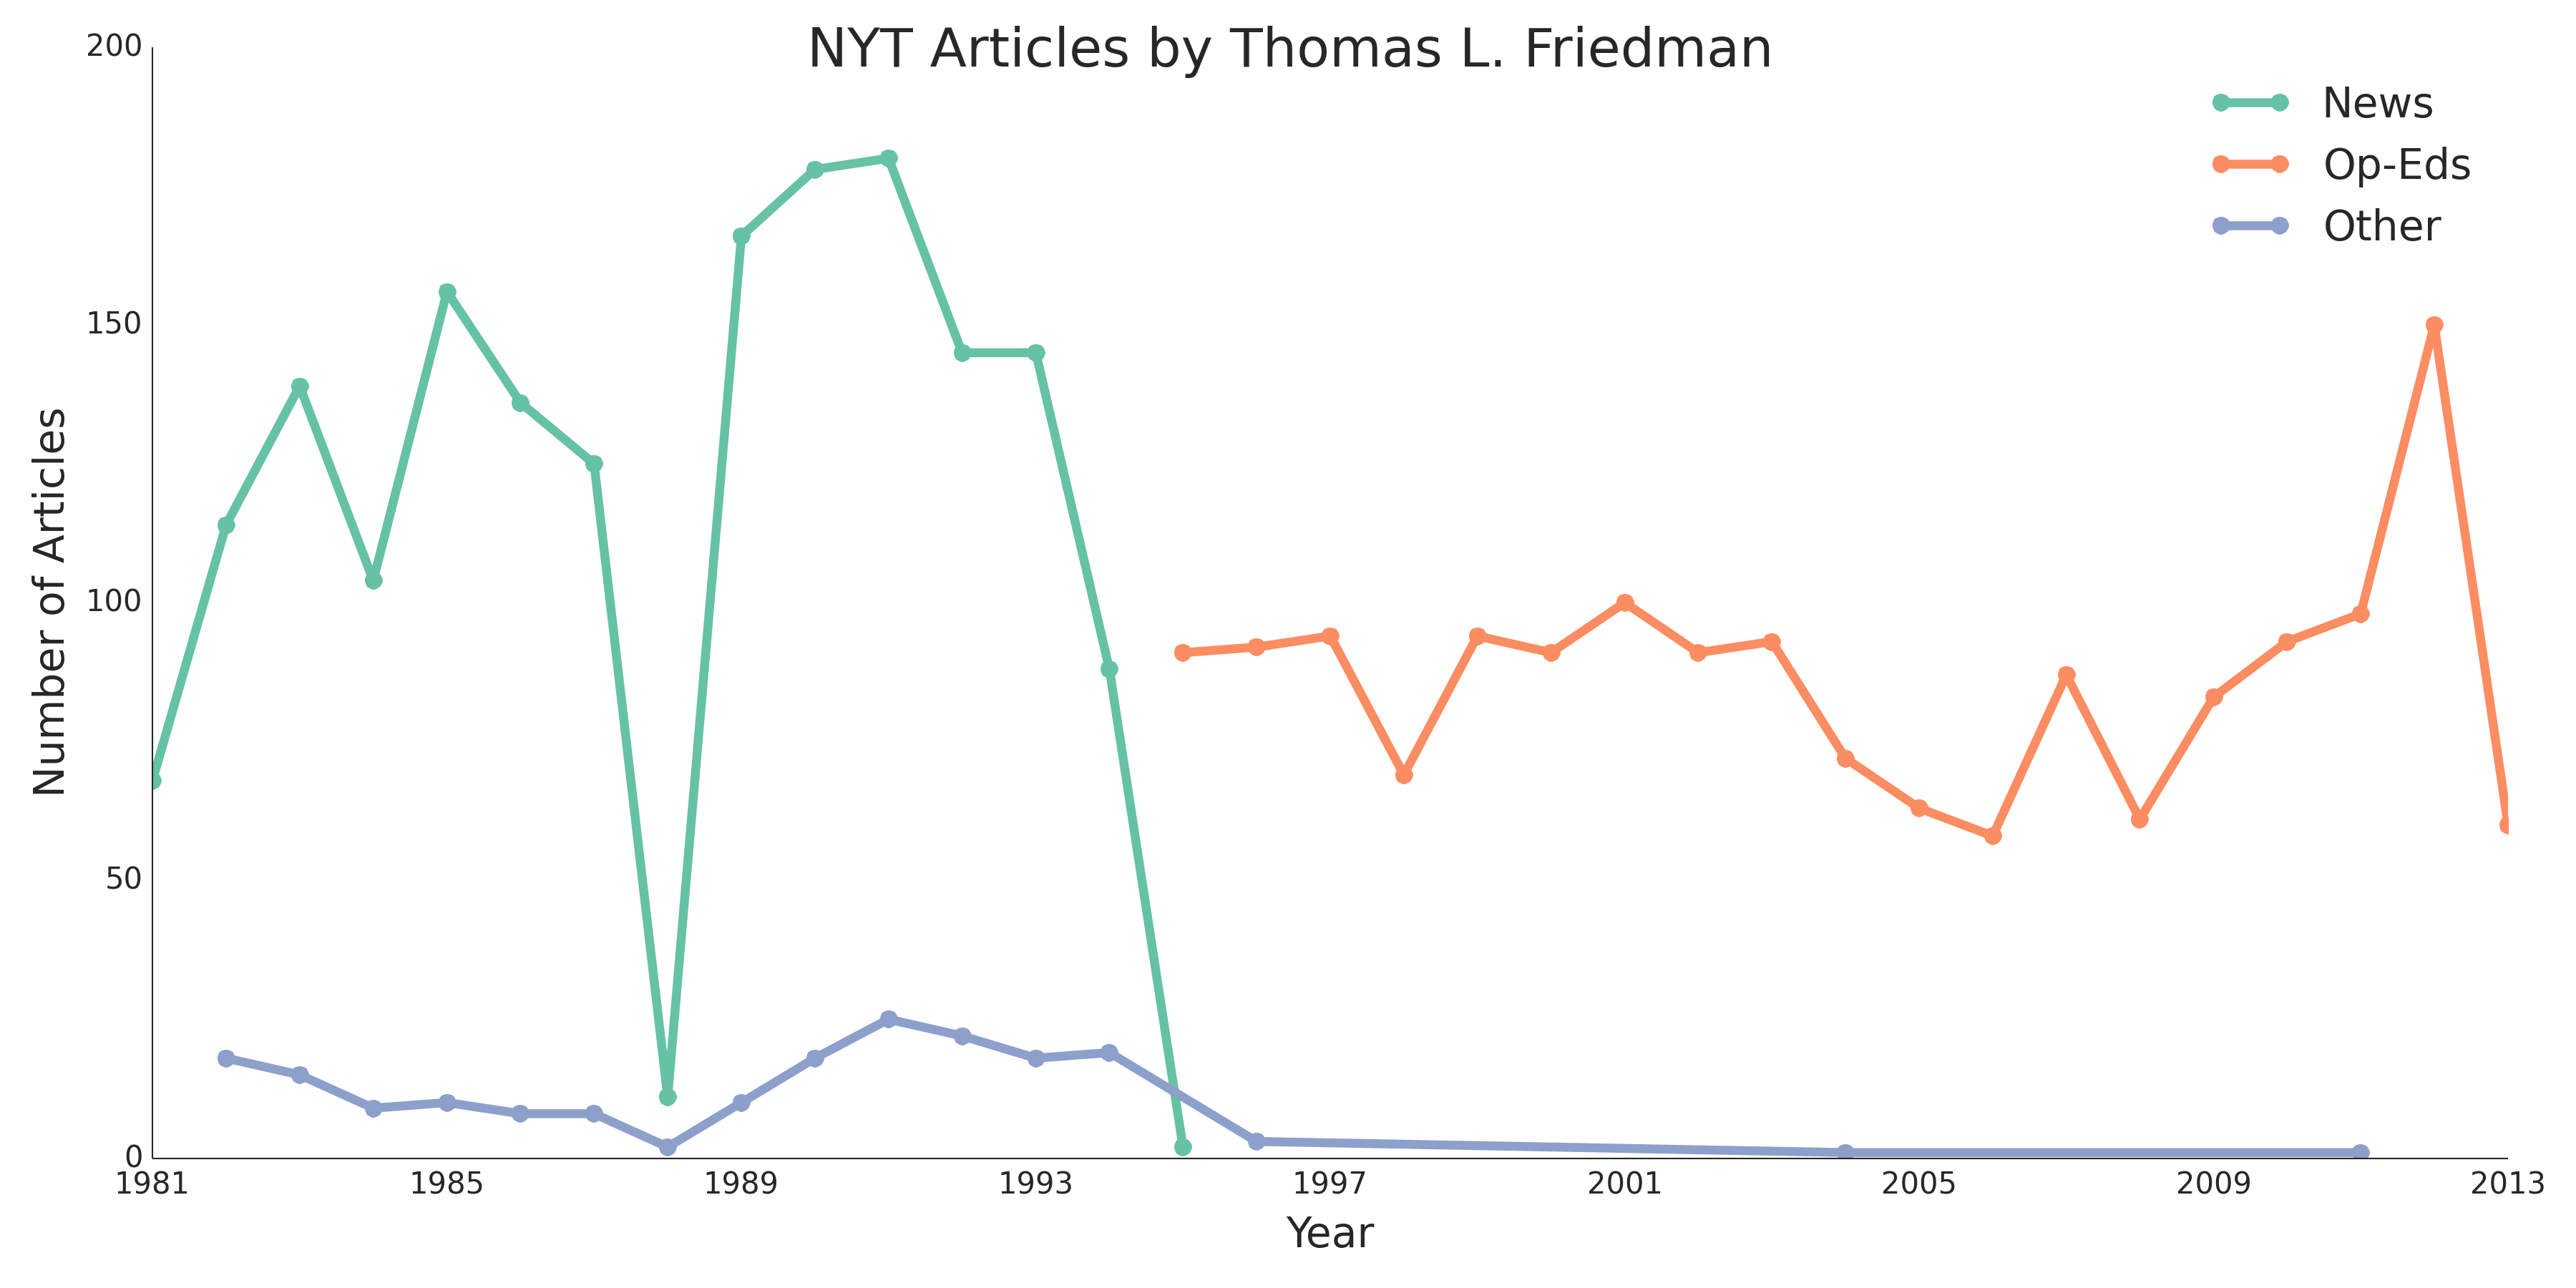 NYT Articles by Thomas L. Friedman
News
Op-Eds
Other
Number of Articles
200
150
100
50
0
1981 1985 1989 1993 1997 2001 2005 2009 2013
Year